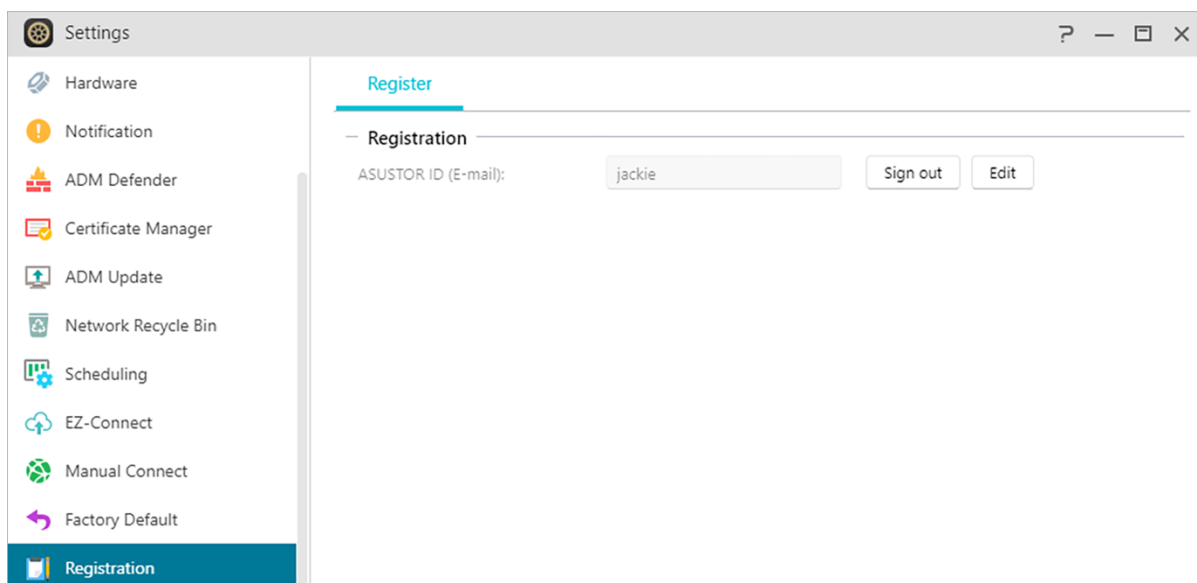 Settings
Hardware
Notification
ADM Defender
Certificate Manager
ADM Update
Network Recycle Bin
Scheduling
EZ-Connect
Manual Connect
Factory Default
Registration
Register
Registration
ASUSTOR ID (E-mail): jackie Sign out Edit